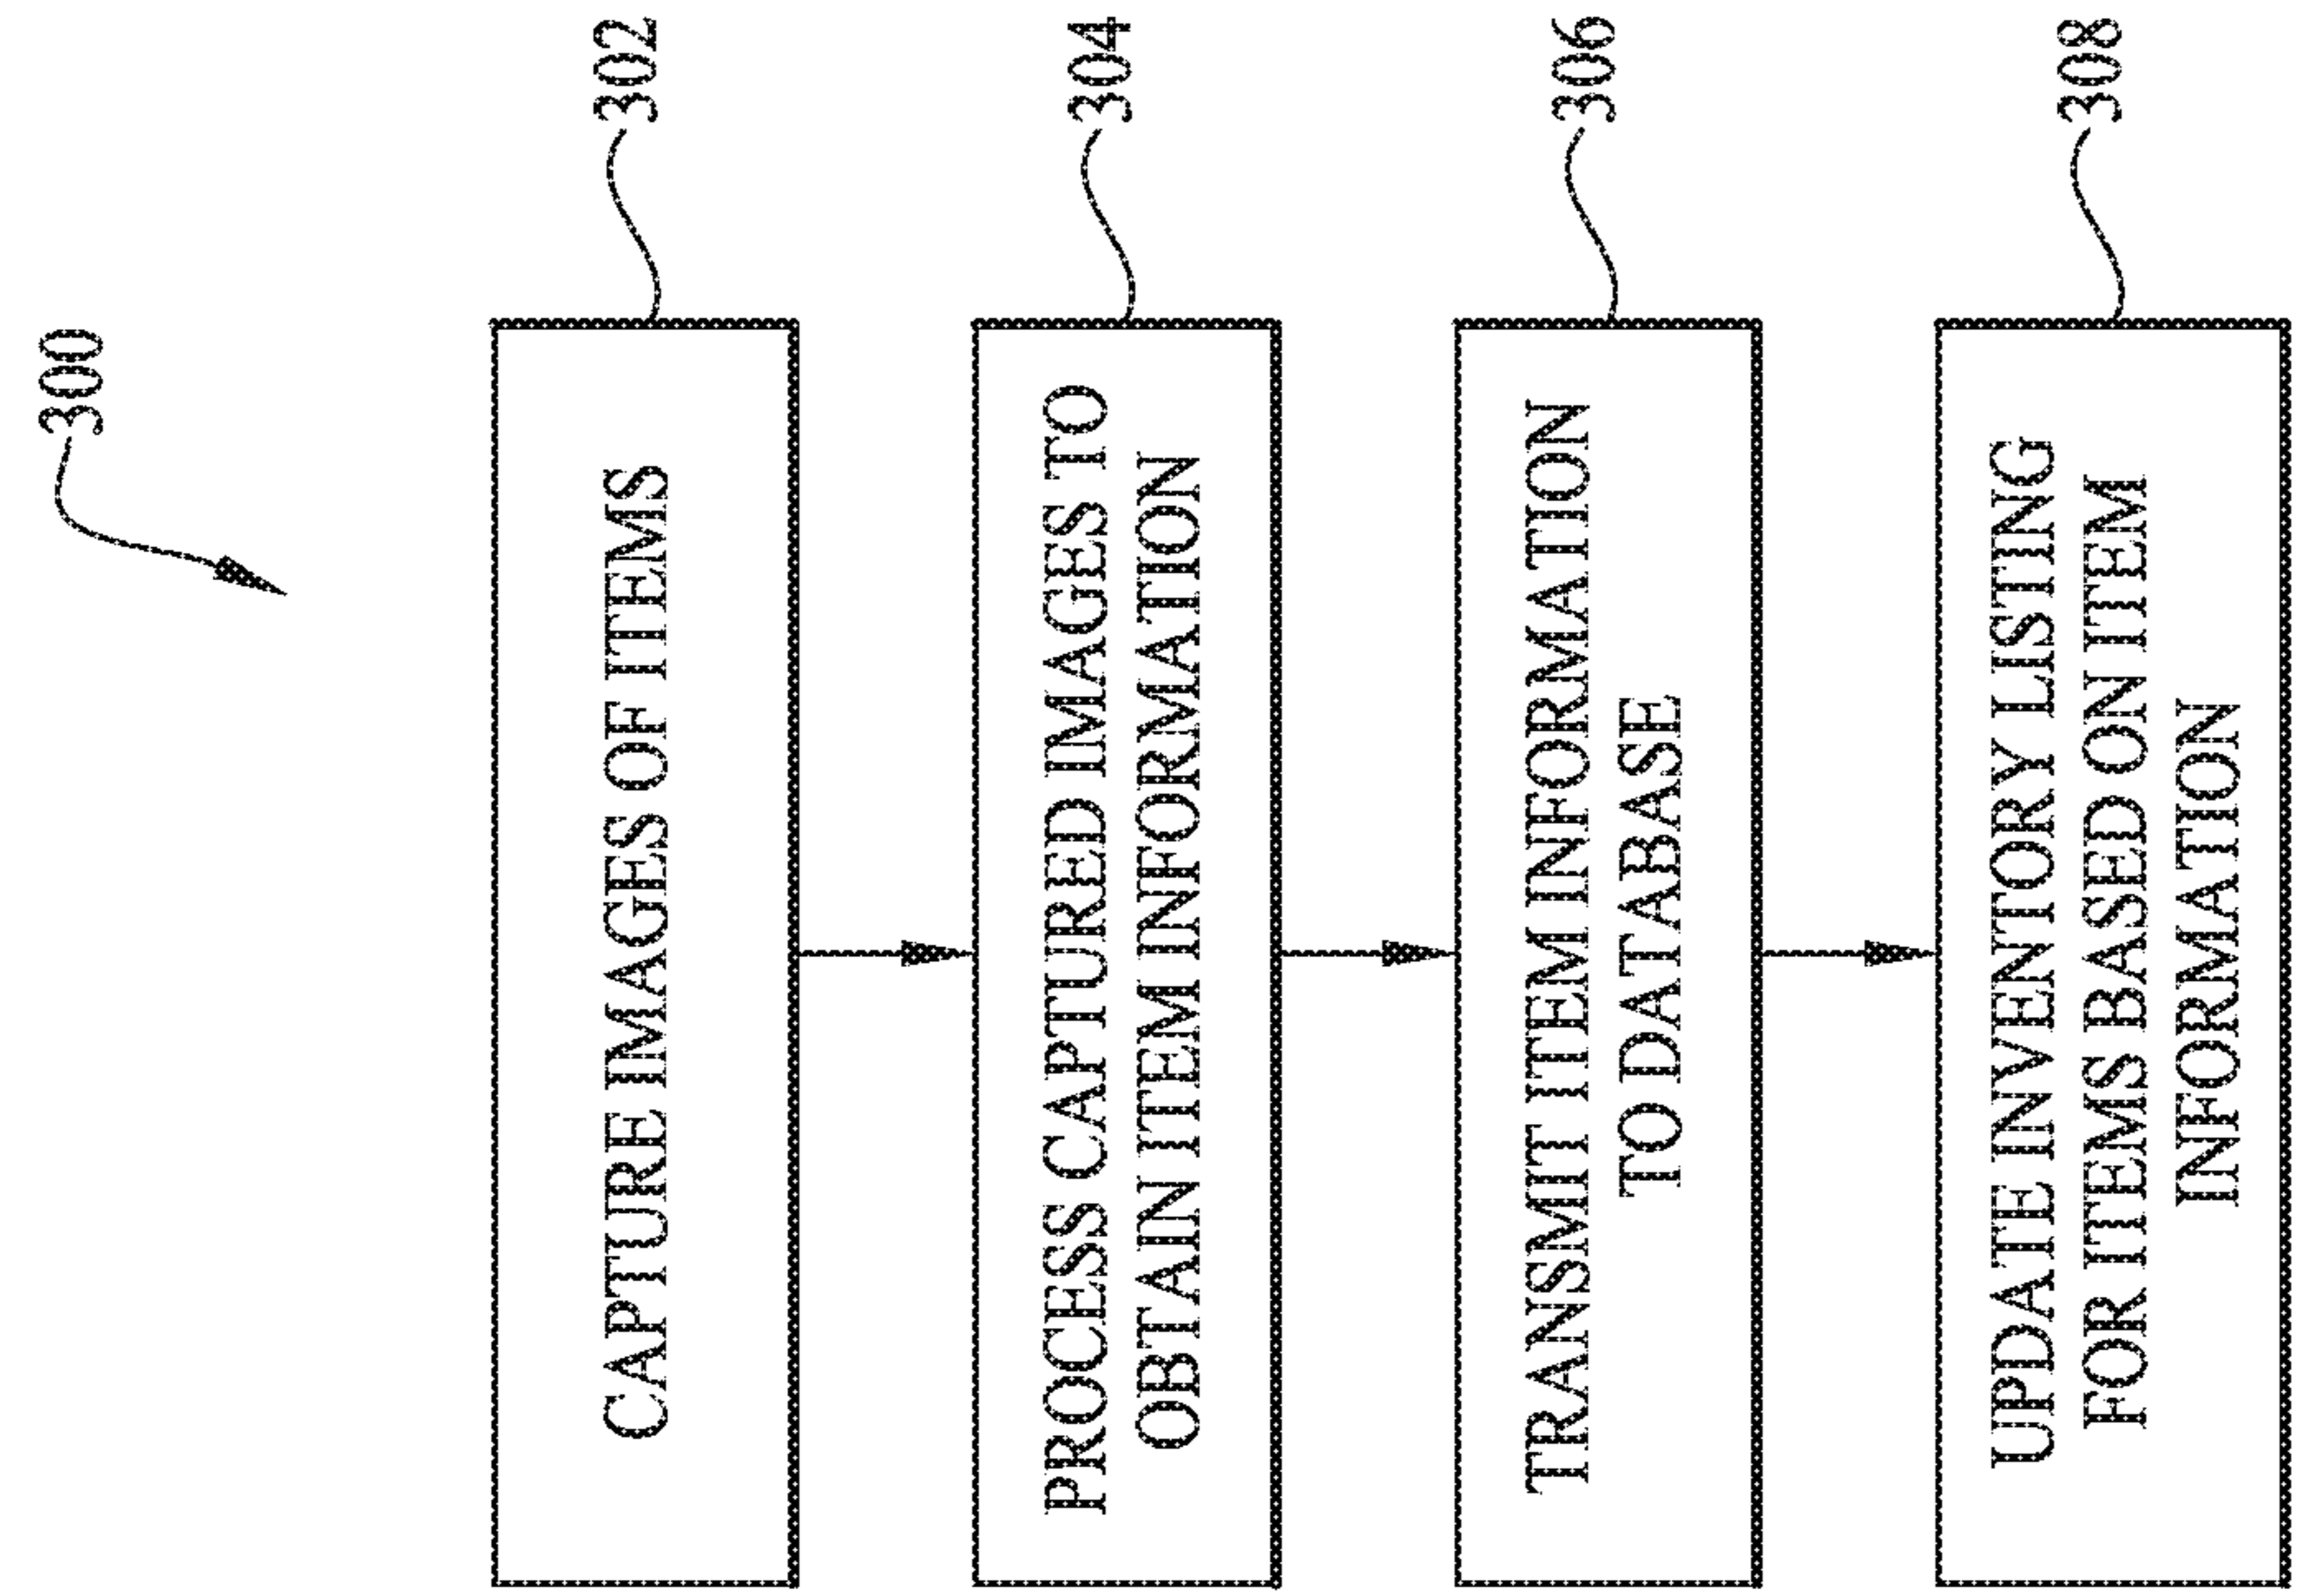 300
CAPTURE IMAGES OF ITEMS
302
PROCESS CAPTURED IMAGES TO
OBTAIN ITEM INFORMATION
304
TRANSMIT ITEM INFORMATION
TO DATABASE
306
UPDATE INVENTORY LISTING
FOR ITEMS BASED ON ITEM
INFORMATION
308